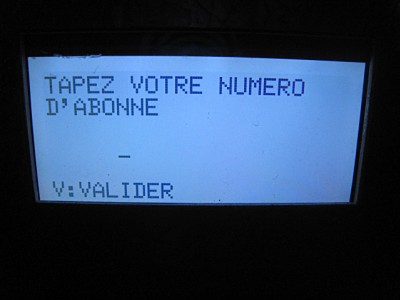 TAPEZ VOTRE NUMERO
D'ABONNE
_
V:VALIDER